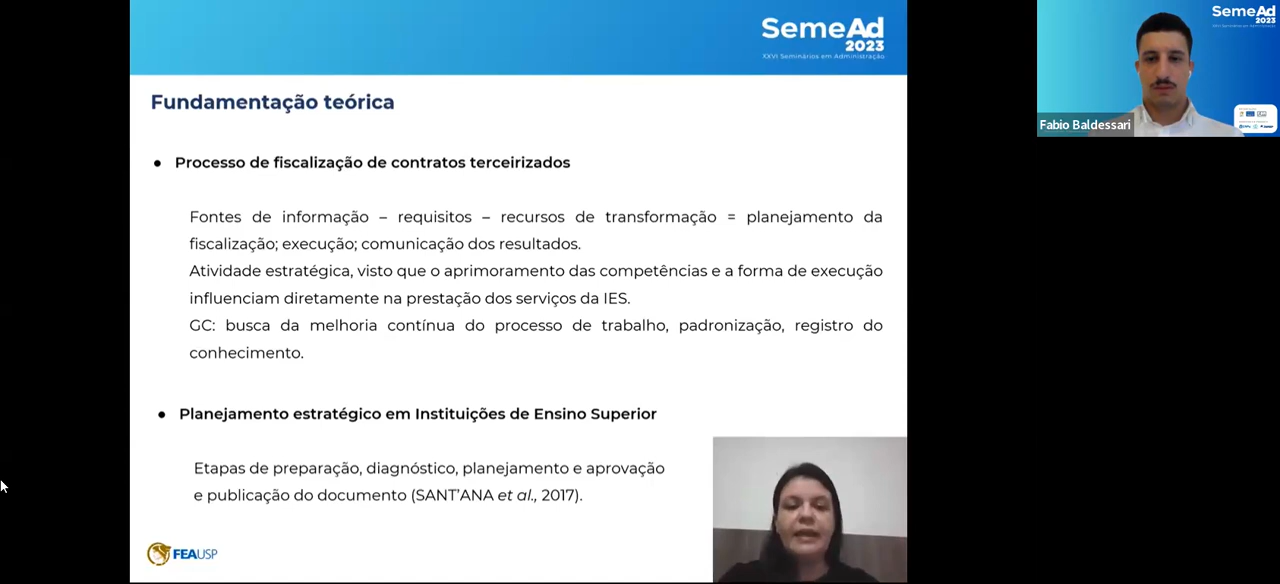 SemeAd
2023
XXVI Seminários em Administração
Fundamentação teórica
● Processo de fiscalização de contratos terceirizados
Fontes de informação – requisitos – recursos de transformação = planejamento da
fiscalização; execução; comunicação dos resultados.
Atividade estratégica, visto que o aprimoramento das competências e a forma de execução
influenciam diretamente na prestação dos serviços da IES.
GC: busca da melhoria contínua do processo de trabalho, padronização, registro do
conhecimento.
● Planejamento estratégico em Instituições de Ensino Superior
Etapas de preparação, diagnóstico, planejamento e aprovação
e publicação do documento (SANT'ANA et al., 2017).
FEAUSP
SemeAd
2023
Fabio Baldessari